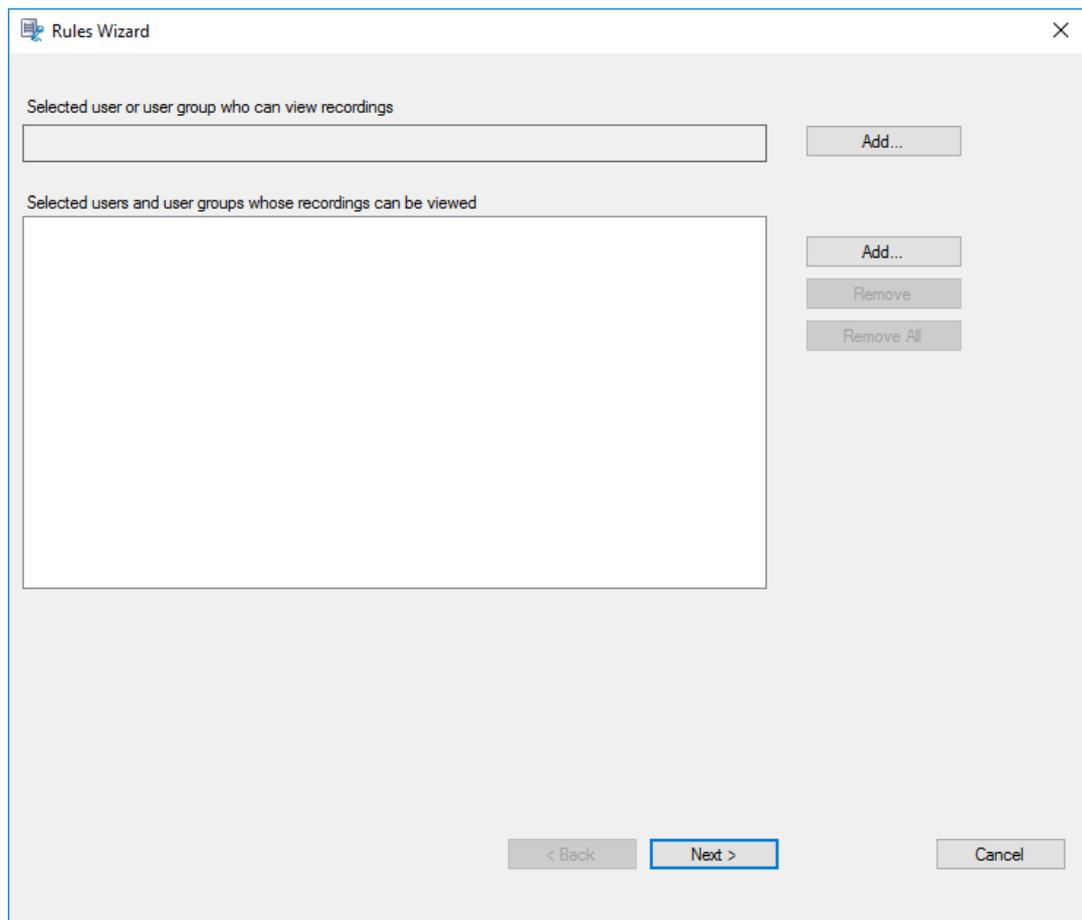 Rules Wizard
Selected user or user group who can view recordings
Add...
Selected users and user groups whose recordings can be viewed
Add...
Remove
Remove All
< Back
Next >
Cancel